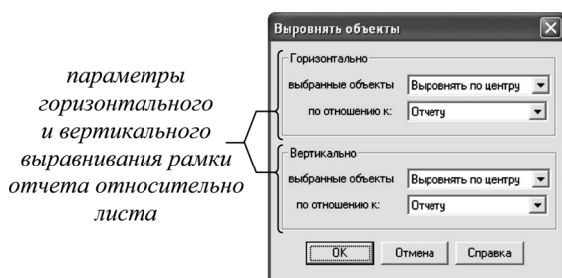 параметры
горизонтального
и вертикального
выравнивания рамки
отчета относительно
листа
Выровнять объекты
Горизонтально
выбранные объекты
Выровнять по центру
по отношению к:
Отчету
Вертикально
выбранные объекты
Выровнять по центру
по отношению к:
Отчету
OK
Отмена
Справка